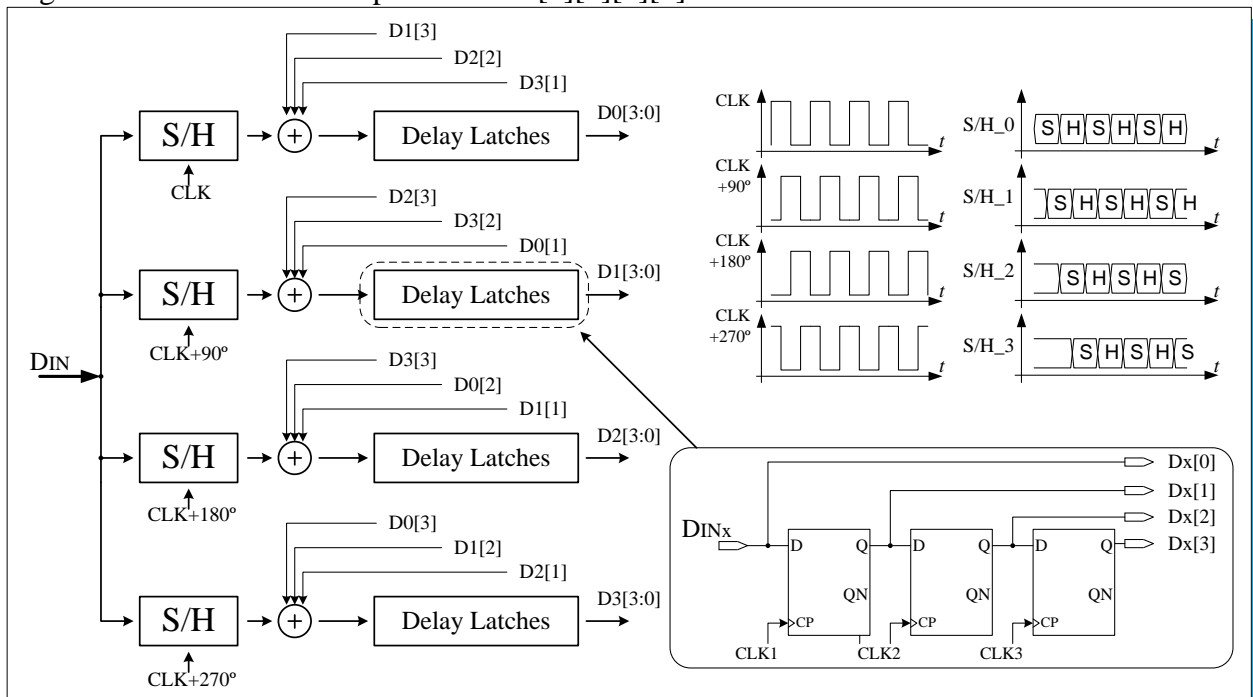 D1[3]
D2[2]
D3[1]
S/H
Delay Latches
D0[3:0]
CLK
D2[3]
D3[2]
D0[1]
S/H
Delay Latches
D1[3:0]
CLK+90º
DIN
D3[3]
D0[2]
D1[1]
S/H
Delay Latches
D2[3:0]
CLK+180º
D0[3]
D1[2]
D2[1]
S/H
Delay Latches
D3[3:0]
CLK+270º
CLK
t
CLK
+90º
t
CLK
+180º
t
CLK
+270º
t
S/H_0
S H S H S H
t
S/H_1
S H S H S H
t
S/H_2
S H S H S
t
S/H_3
S H S H S
t
Dx[0]
Dx[1]
Dx[2]
Dx[3]
DINx
D Q
QN
CP
D Q
QN
CP
D Q
QN
CP
CLK1
CLK2
CLK3